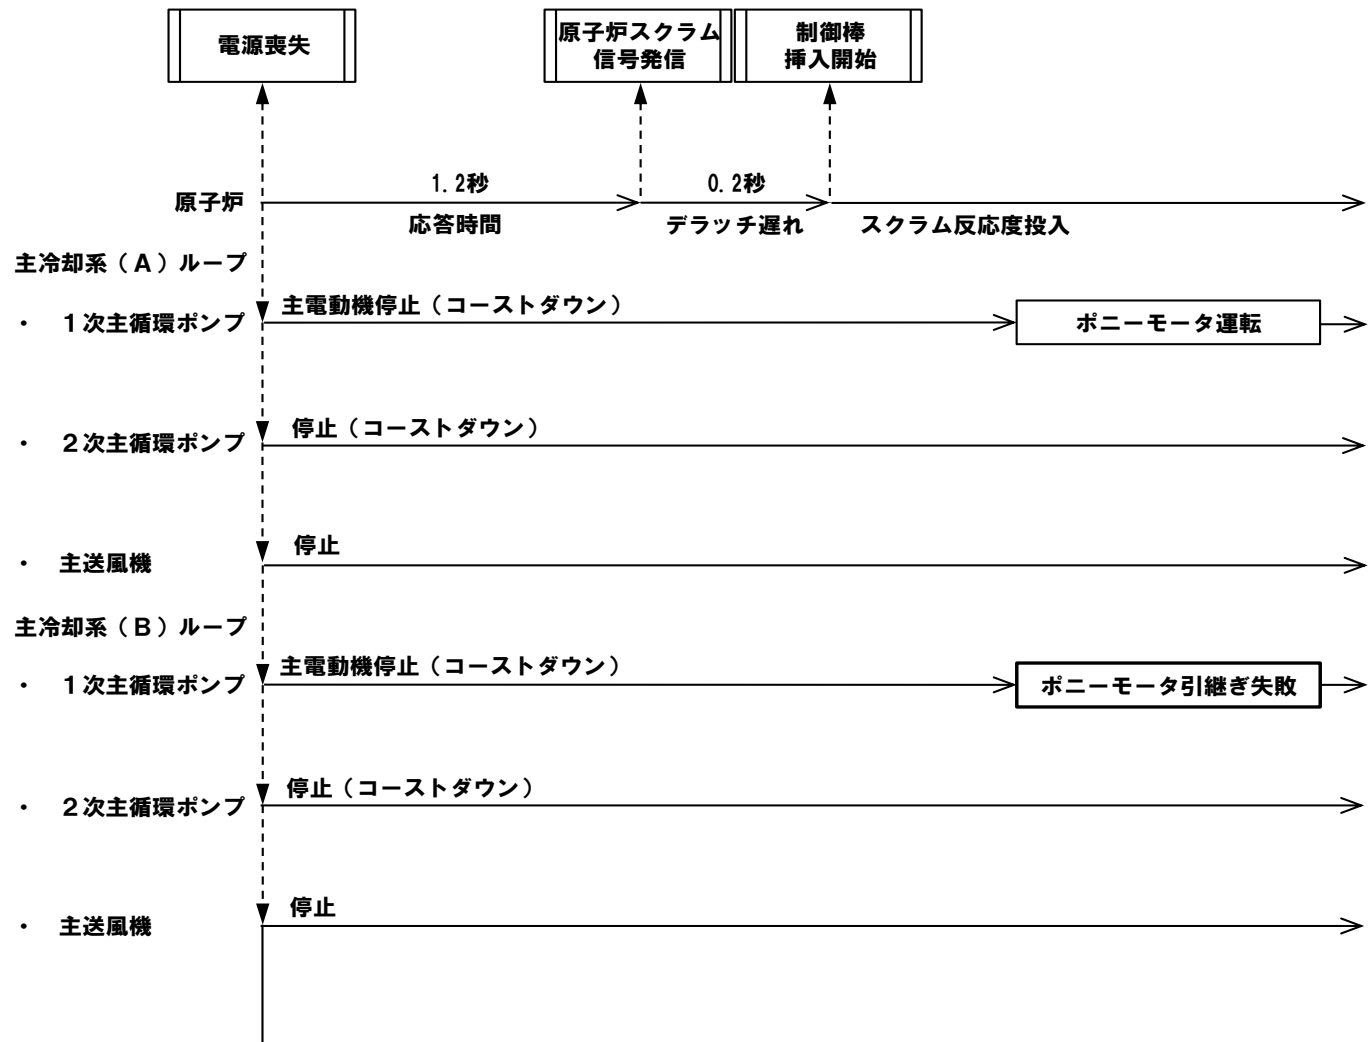 電源喪失
原子炉スクラム
信号発信
制御棒
挿入開始
1.2秒
0.2秒
原子炉
応答時間
デラッチ遅れ
スクラム反応度投入
主冷却系（Ａ）ループ
主電動機停止（コーストダウン）
・　１次主循環ポンプ
ポニーモータ運転
停止（コーストダウン）
・　２次主循環ポンプ
停止
・　主送風機
主冷却系（Ｂ）ループ
主電動機停止（コーストダウン）
・　１次主循環ポンプ
ポニーモータ引継ぎ失敗
停止（コーストダウン）
・　２次主循環ポンプ
停止
・　主送風機